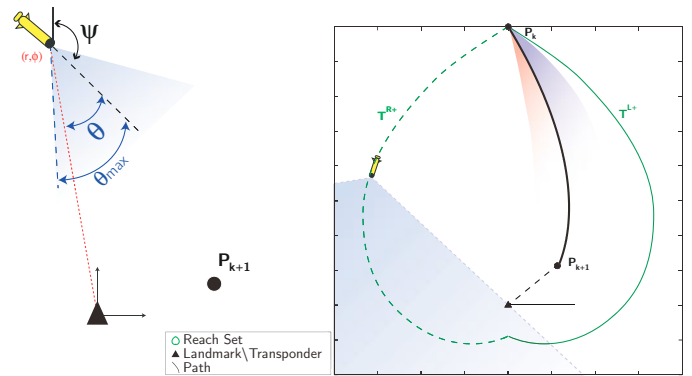 ψ
(r,ϕ)
θ
θmax
Pk+1
Pk
TR+
TL+
Pk+1
Reach Set
Landmark\Transponder
Path